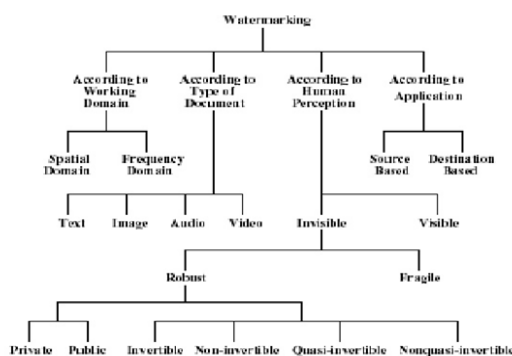 Watermarking
According to According to According to According to
Working Type of Human Application
Domain Document Perception
Spatial Frequency Source Destination
Domain Domain Based Based
Text Image Audio Video Invisible Visible
Robust Fragile
Private Public Invertible Non-invertible Quasi-invertible Nonquasi-invertible